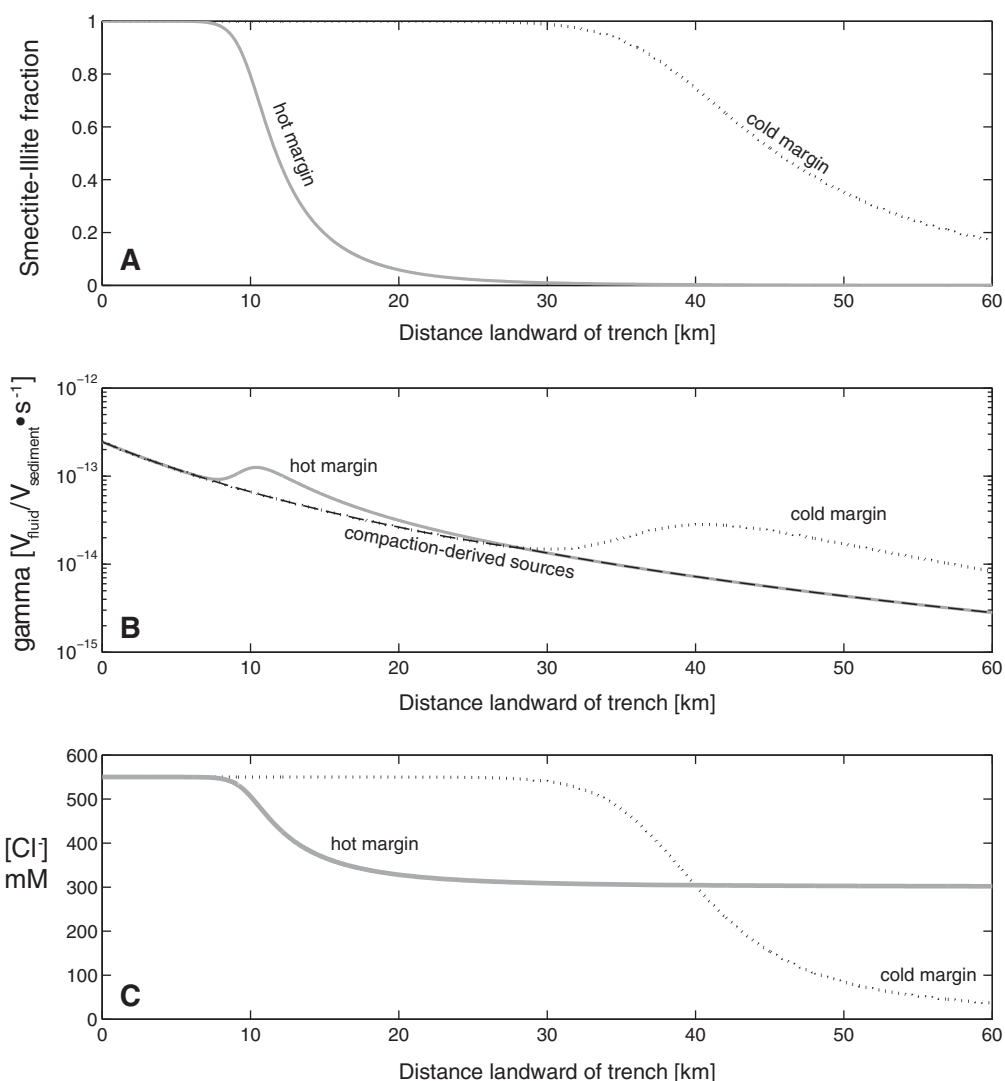 1
0.8
0.6
0.4
0.2
0
Smectite-Illite fraction
hot margin
cold margin
A
0 10 20 30 40 50 60
Distance landward of trench [km]
10⁻¹²
10⁻¹³
10⁻¹⁴
10⁻¹⁵
gamma [V_fluid/V_sediment•s⁻¹]
hot margin
cold margin
compaction-derived sources
B
0 10 20 30 40 50 60
Distance landward of trench [km]
600
500
400
300
200
100
0
[Cl⁻]
mM
hot margin
cold margin
C
0 10 20 30 40 50 60
Distance landward of trench [km]